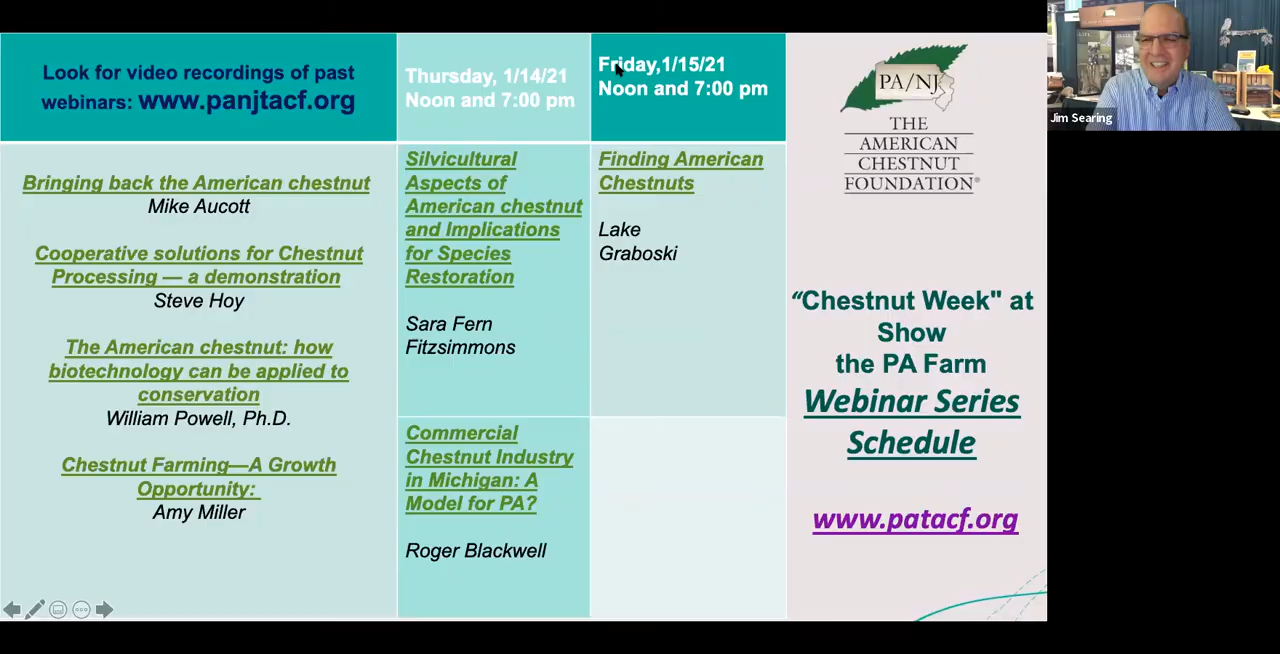 Look for video recordings of past
webinars: www.panjtacf.org
Bringing back the American chestnut
Mike Aucott
Cooperative solutions for Chestnut
Processing — a demonstration
Steve Hoy
The American chestnut: how
biotechnology can be applied to
conservation
William Powell, Ph.D.
Chestnut Farming—A Growth
Opportunity:
Amy Miller
Thursday, 1/14/21
Noon and 7:00 pm
Silvicultural
Aspects of
American chestnut
and Implications
for Species
Restoration
Sara Fern
Fitzsimmons
Commercial
Chestnut Industry
in Michigan: A
Model for PA?
Roger Blackwell
Friday,1/15/21
Noon and 7:00 pm
Finding American
Chestnuts
Lake
Graboski
PA/NJ
THE
AMERICAN
CHESTNUT
FOUNDATION®
“Chestnut Week" at
Show
the PA Farm
Webinar Series
Schedule
www.patacf.org
Jim Searing